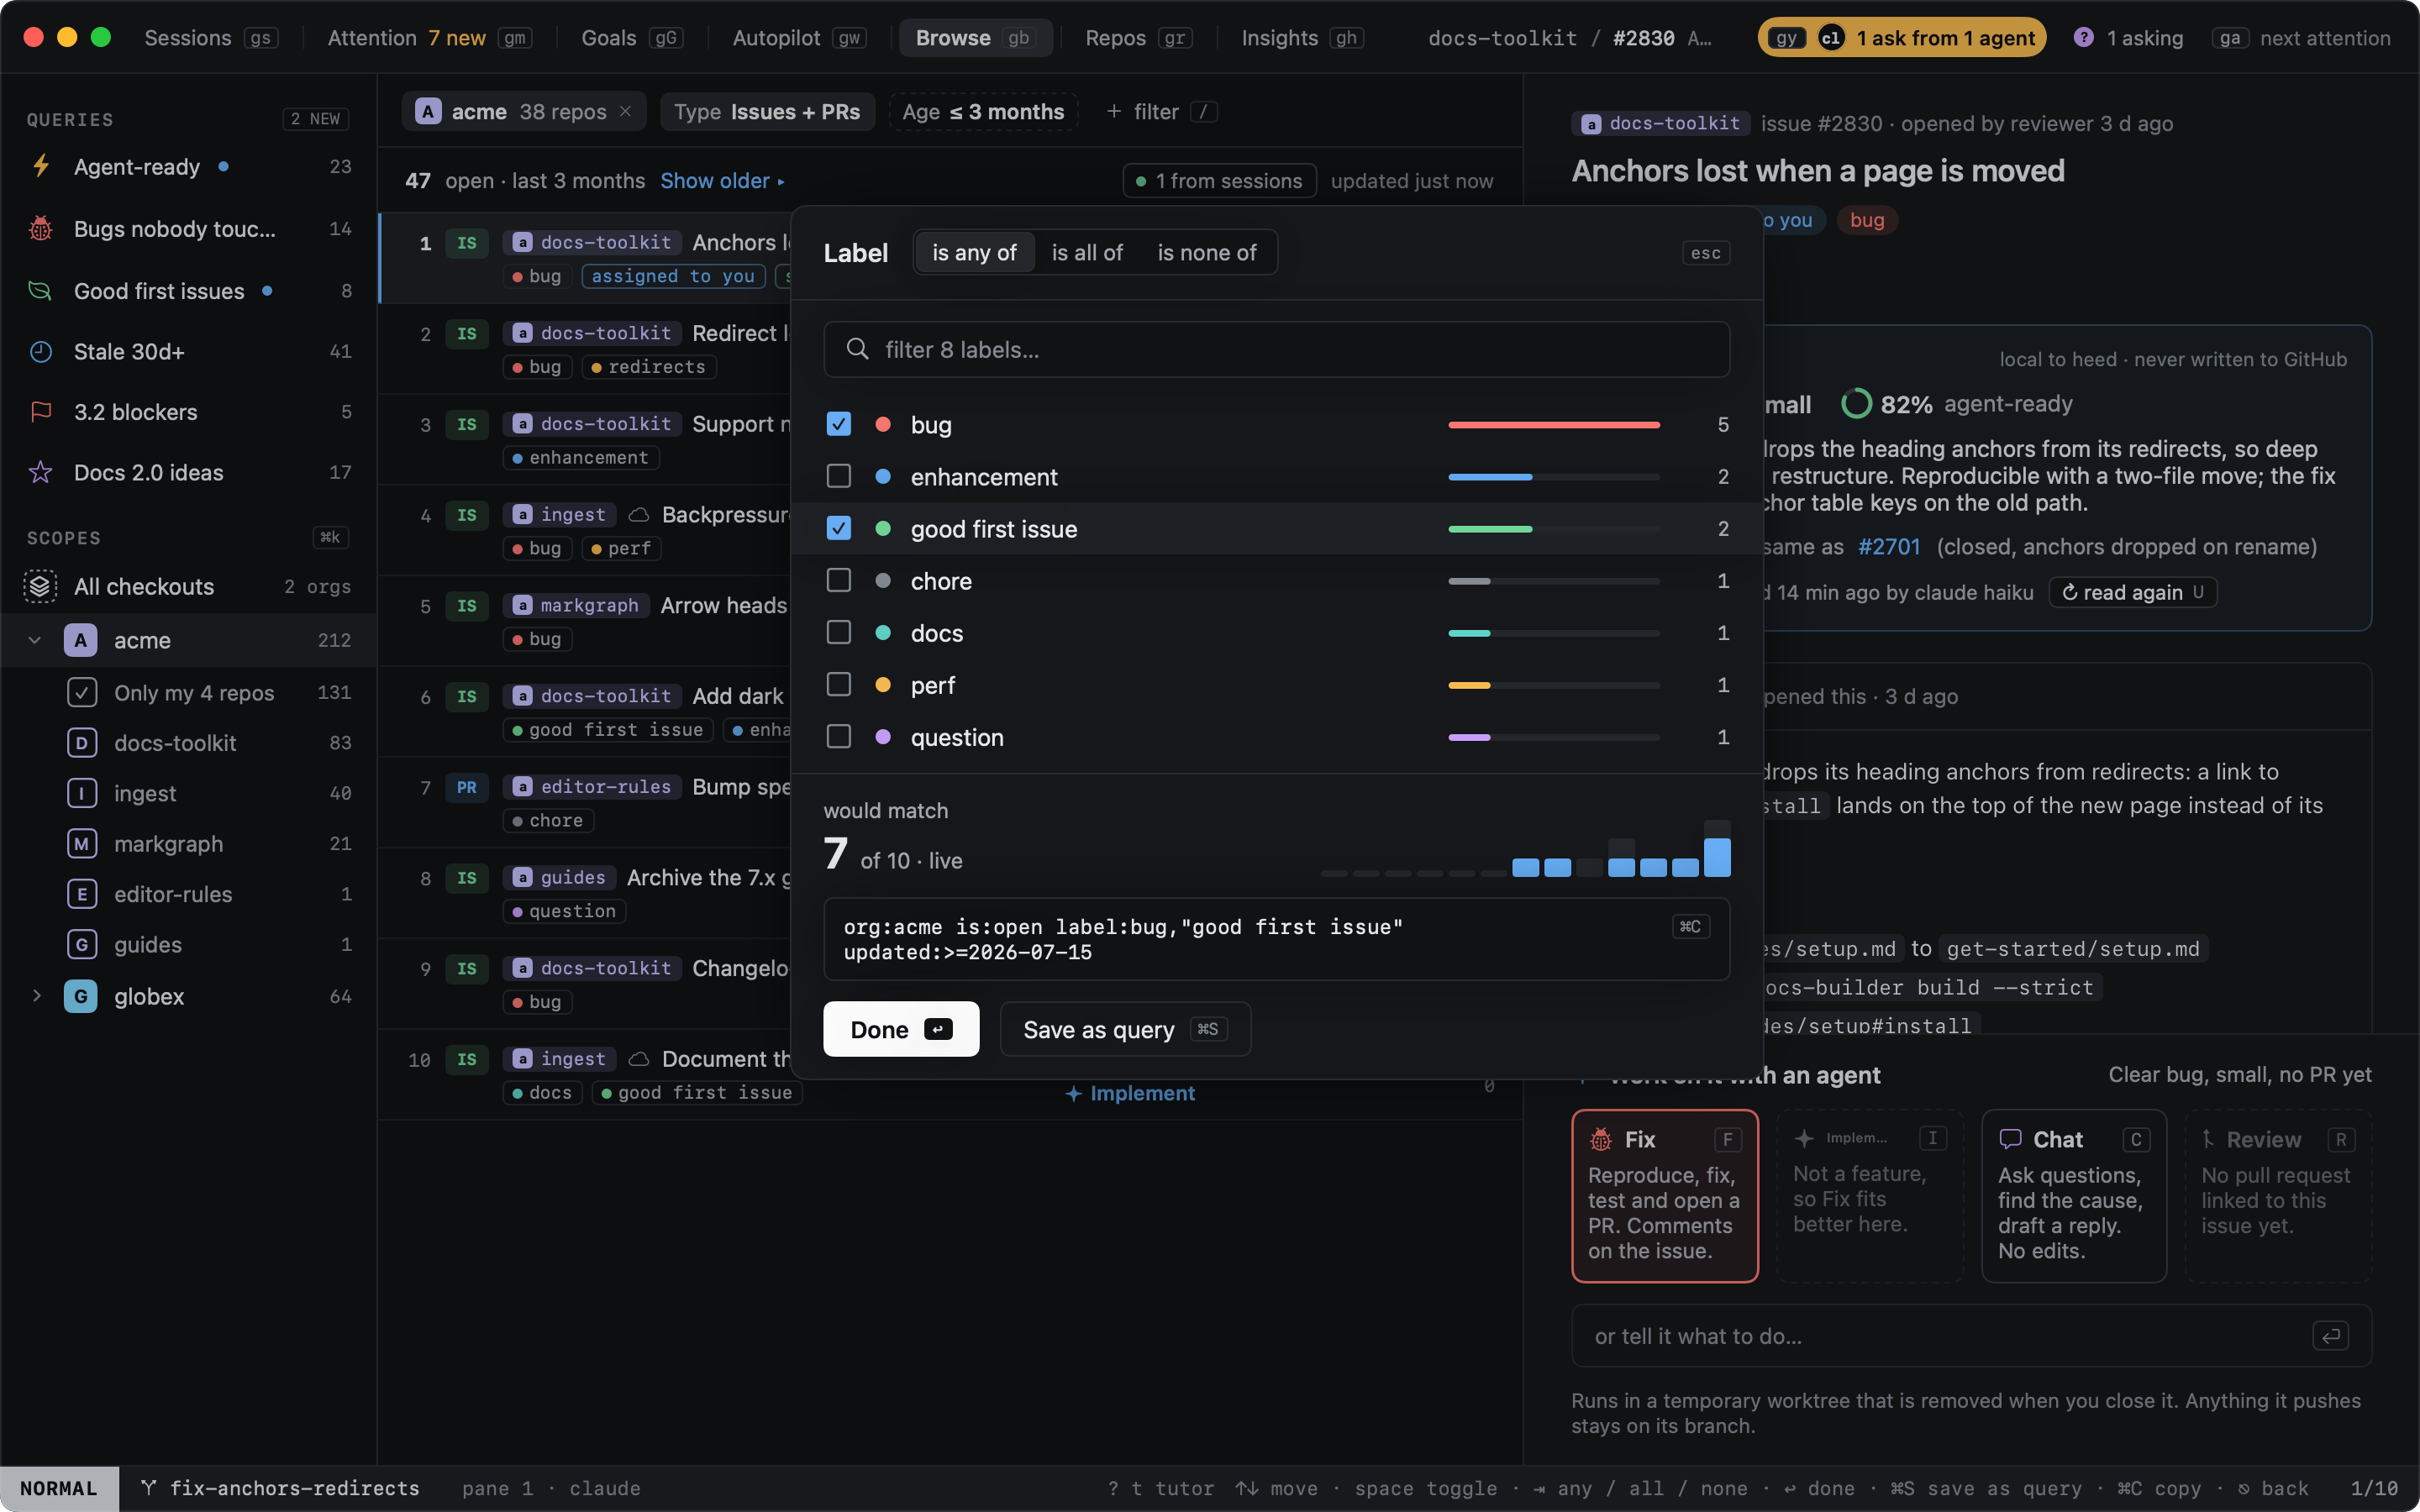 Sessions gs Attention 7 new gm Goals gG Autopilot gw Browse gb Repos gr Insights gh docs-toolkit / #2830 A… gy cl 1 ask from 1 agent ? 1 asking ga next attention
QUERIES 2 NEW
Agent-ready 23
Bugs nobody touc… 14
Good first issues 8
Stale 30d+ 41
3.2 blockers 5
Docs 2.0 ideas 17
SCOPES ⌘k
All checkouts 2 orgs
A acme 212
Only my 4 repos 131
D docs-toolkit 83
I ingest 40
M markgraph 21
E editor-rules 1
G guides 1
G globex 64
A acme 38 repos × Type Issues + PRs Age ≤ 3 months + filter /
47 open · last 3 months Show older ▸ 1 from sessions updated just now
1 IS a docs-toolkit Anchors l
bug assigned to you
2 IS a docs-toolkit Redirect l
bug redirects
3 IS a docs-toolkit Support n
enhancement
4 IS a ingest Backpressur
bug perf
5 IS a markgraph Arrow heads
bug
6 IS a docs-toolkit Add dark
good first issue enha
7 PR a editor-rules Bump spe
chore
8 IS a guides Archive the 7.x g
question
9 IS a docs-toolkit Changelo
bug
10 IS a ingest Document th
docs good first issue Implement 0
Label is any of is all of is none of esc
filter 8 labels…
bug 5
enhancement 2
good first issue 2
chore 1
docs 1
perf 1
question 1
would match
7 of 10 · live
org:acme is:open label:bug,"good first issue" ⌘C
updated:>=2026-07-15
Done ↩ Save as query ⌘S
a docs-toolkit issue #2830 · opened by reviewer 3 d ago
Anchors lost when a page is moved
o you bug
local to heed · never written to GitHub
mall 82% agent-ready
rops the heading anchors from its redirects, so deep
restructure. Reproducible with a two-file move; the fix
chor table keys on the old path.
same as #2701 (closed, anchors dropped on rename)
14 min ago by claude haiku read again U
pened this · 3 d ago
drops its heading anchors from redirects: a link to
stall lands on the top of the new page instead of its
es/setup.md to get-started/setup.md
ocs-builder build --strict
des/setup#install
work on it with an agent Clear bug, small, no PR yet
Fix F
Reproduce, fix,
test and open a
PR. Comments
on the issue.
Implem… I
Not a feature,
so Fix fits
better here.
Chat C
Ask questions,
find the cause,
draft a reply.
No edits.
Review R
No pull request
linked to this
issue yet.
or tell it what to do…
Runs in a temporary worktree that is removed when you close it. Anything it pushes
stays on its branch.
NORMAL fix-anchors-redirects pane 1 · claude ? t tutor ↑↓ move · space toggle · ⇥ any / all / none · ↩ done · ⌘S save as query · ⌘C copy · ⎋ back 1/10